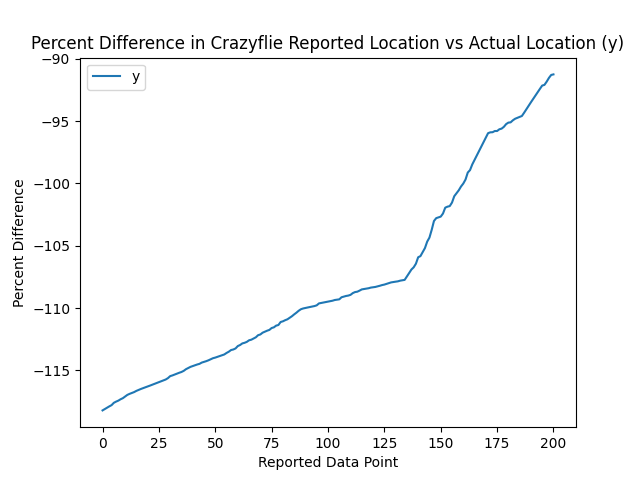 Percent Difference in Crazyflie Reported Location vs Actual Location (y)
y
Percent Difference
−90
−95
−100
−105
−110
−115
0 25 50 75 100 125 150 175 200
Reported Data Point